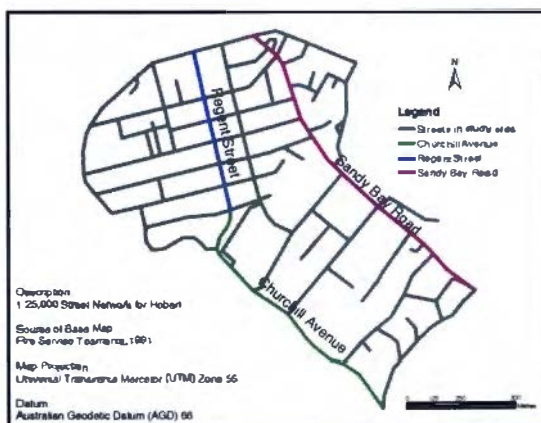 N
Legend
Streets in study area
Churchill Avenue
Regent Street
Sandy Bay Road
Regent Street
Sandy Bay Road
Churchill Avenue
Description
1:25,000 Street Network for Hobart
Source of Base Map
Fire Service Tasmania, 1991
Map Projection
Universal Transverse Mercator (UTM) Zone 55
Datum
Australian Geodetic Datum (AGD) 66